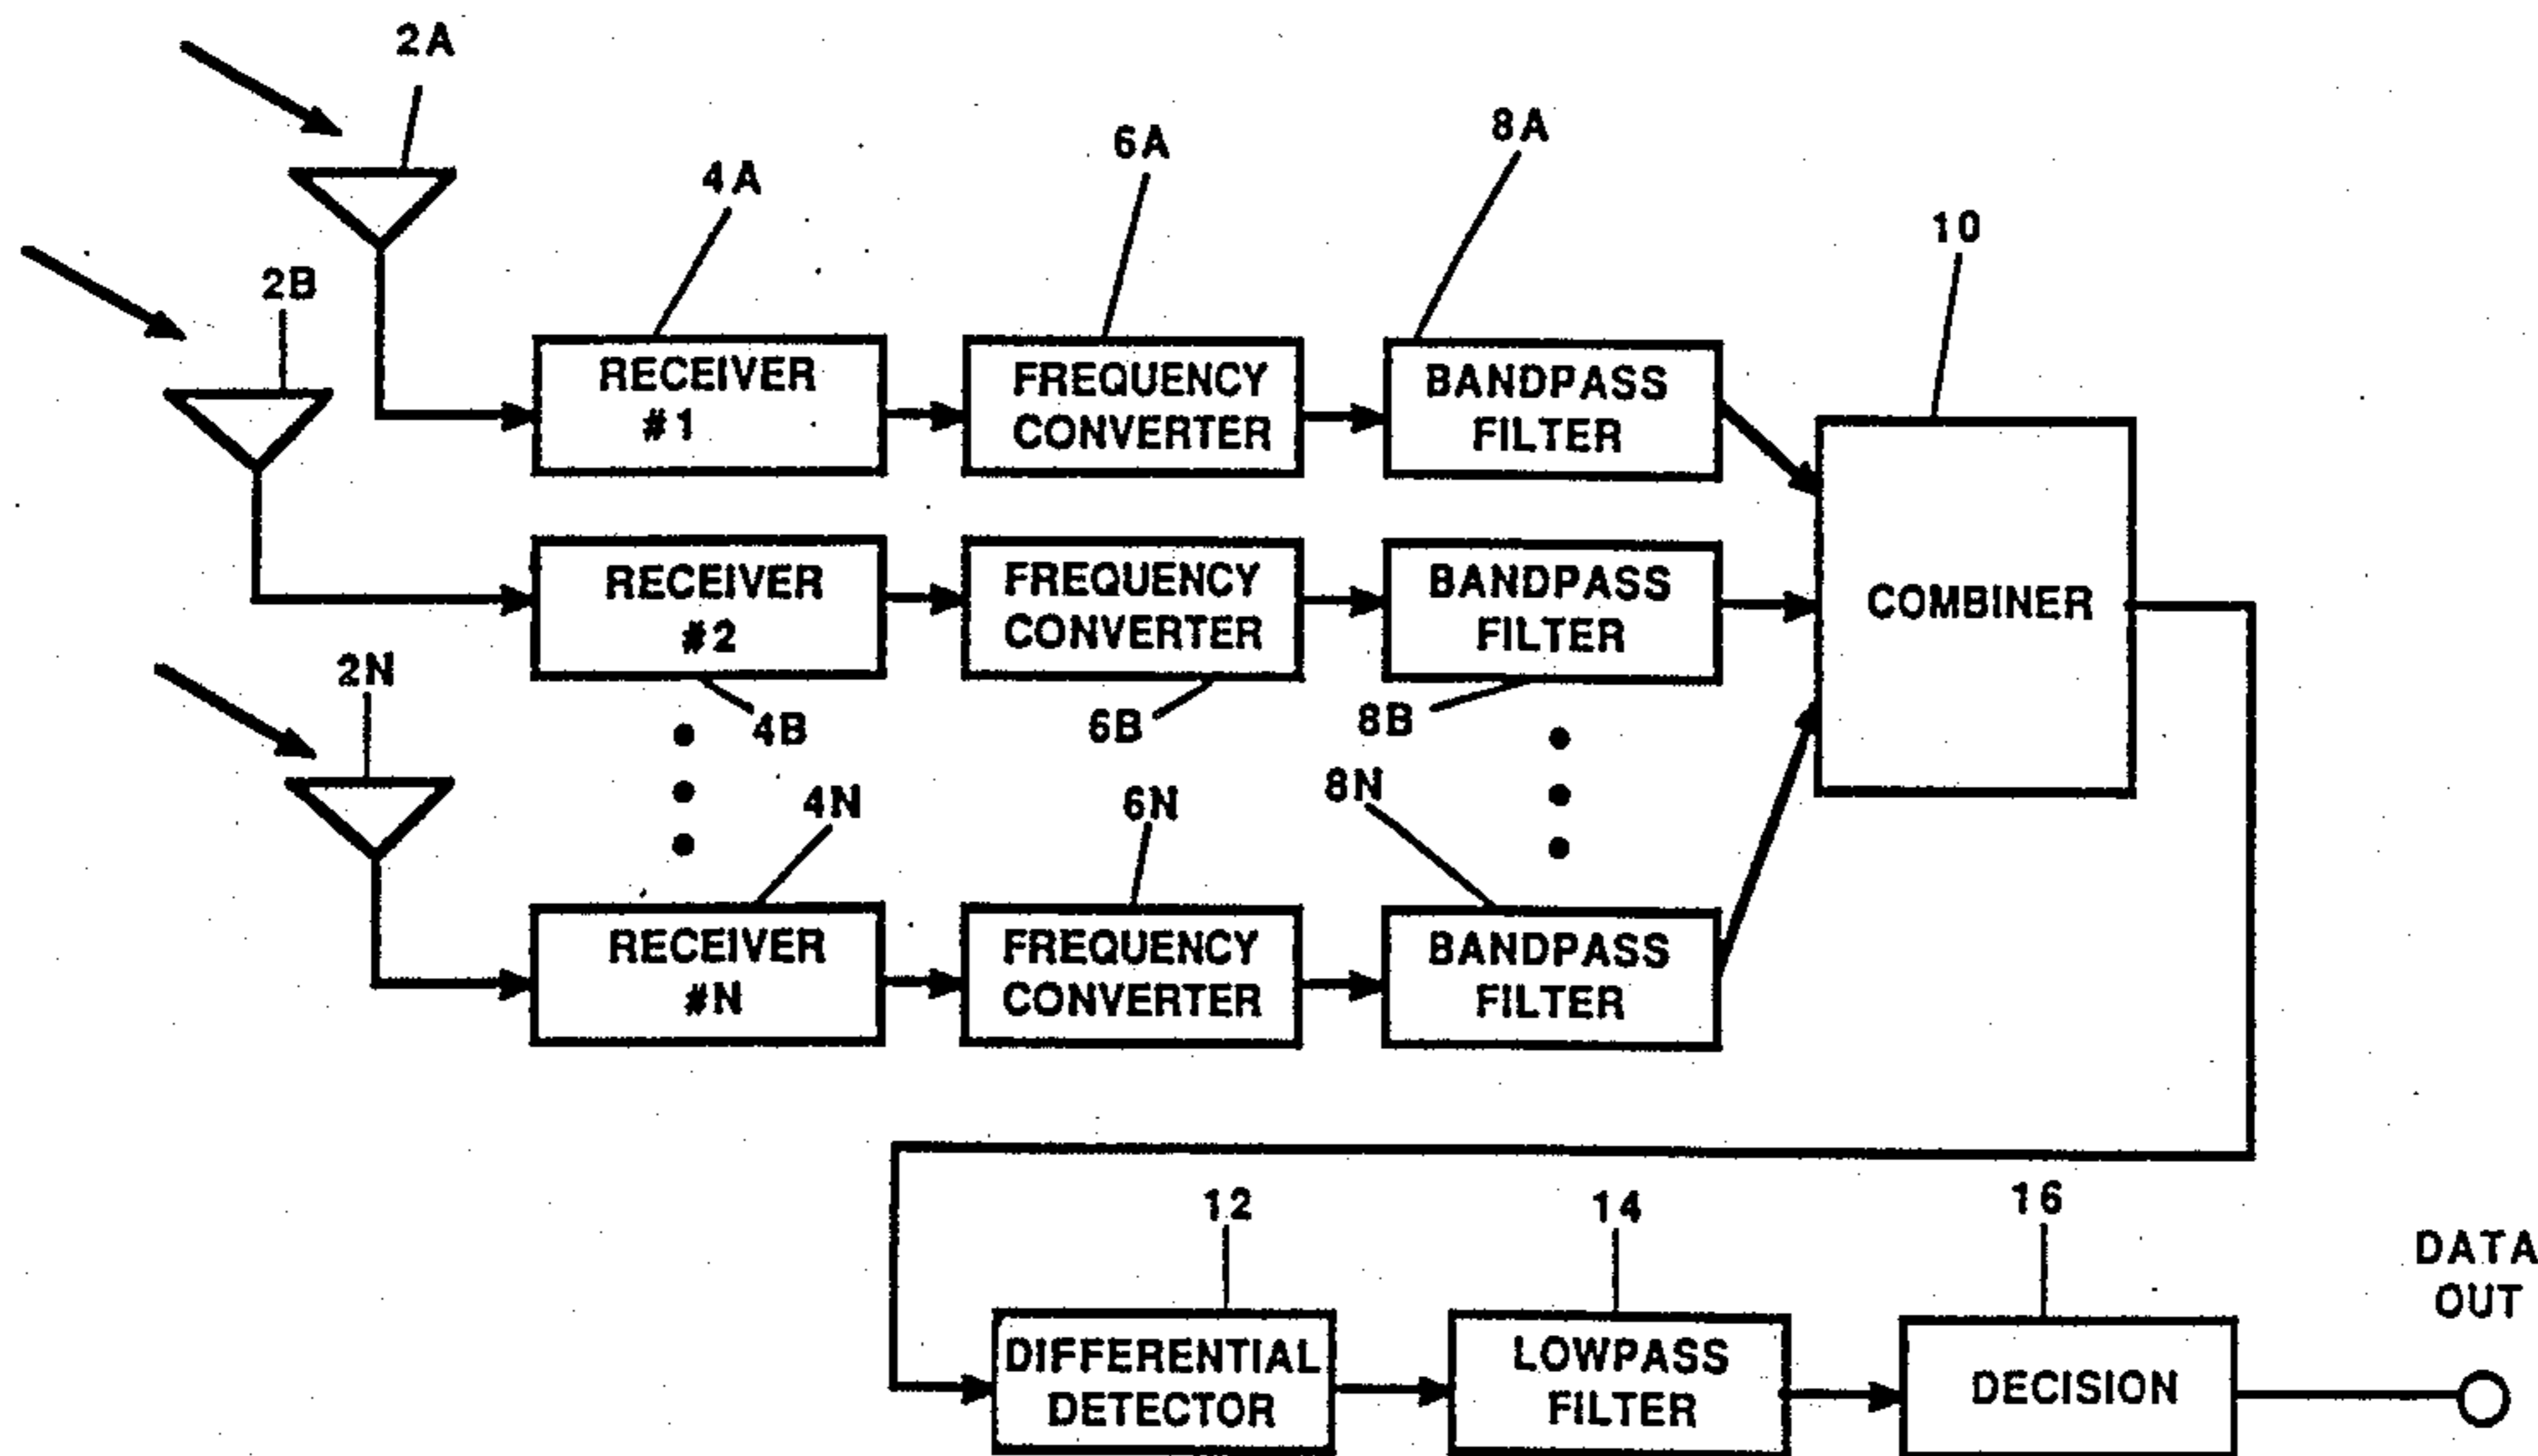 2A
6A
8A
4A
10
2B
RECEIVER
#1
FREQUENCY
CONVERTER
BANDPASS
FILTER
RECEIVER
#2
FREQUENCY
CONVERTER
BANDPASS
FILTER
COMBINER
2N
4B
6B
8B
4N
6N
8N
RECEIVER
#N
FREQUENCY
CONVERTER
BANDPASS
FILTER
12
14
16
DATA
OUT
DIFFERENTIAL
DETECTOR
LOWPASS
FILTER
DECISION